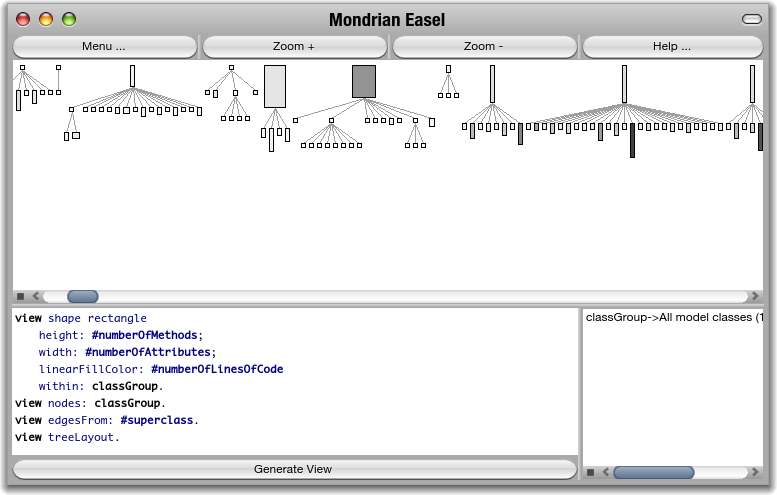 Mondrian Easel
Menu ... Zoom + Zoom - Help ...
view shape rectangle
height: #numberOfMethods;
width: #numberOfAttributes;
linearFillColor: #numberOfLinesOfCode
within: classGroup.
view nodes: classGroup.
view edgesFrom: #superclass.
view treeLayout.
classGroup->All model classes (1
Generate View